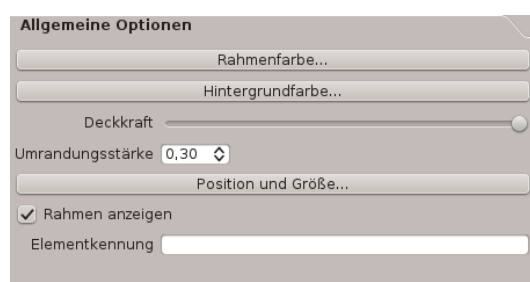 Allgemeine Optionen
Rahmenfarbe...
Hintergrundfarbe...
Deckkraft
Umrandungsstärke 0,30
Position und Größe...
Rahmen anzeigen
Elementkennung